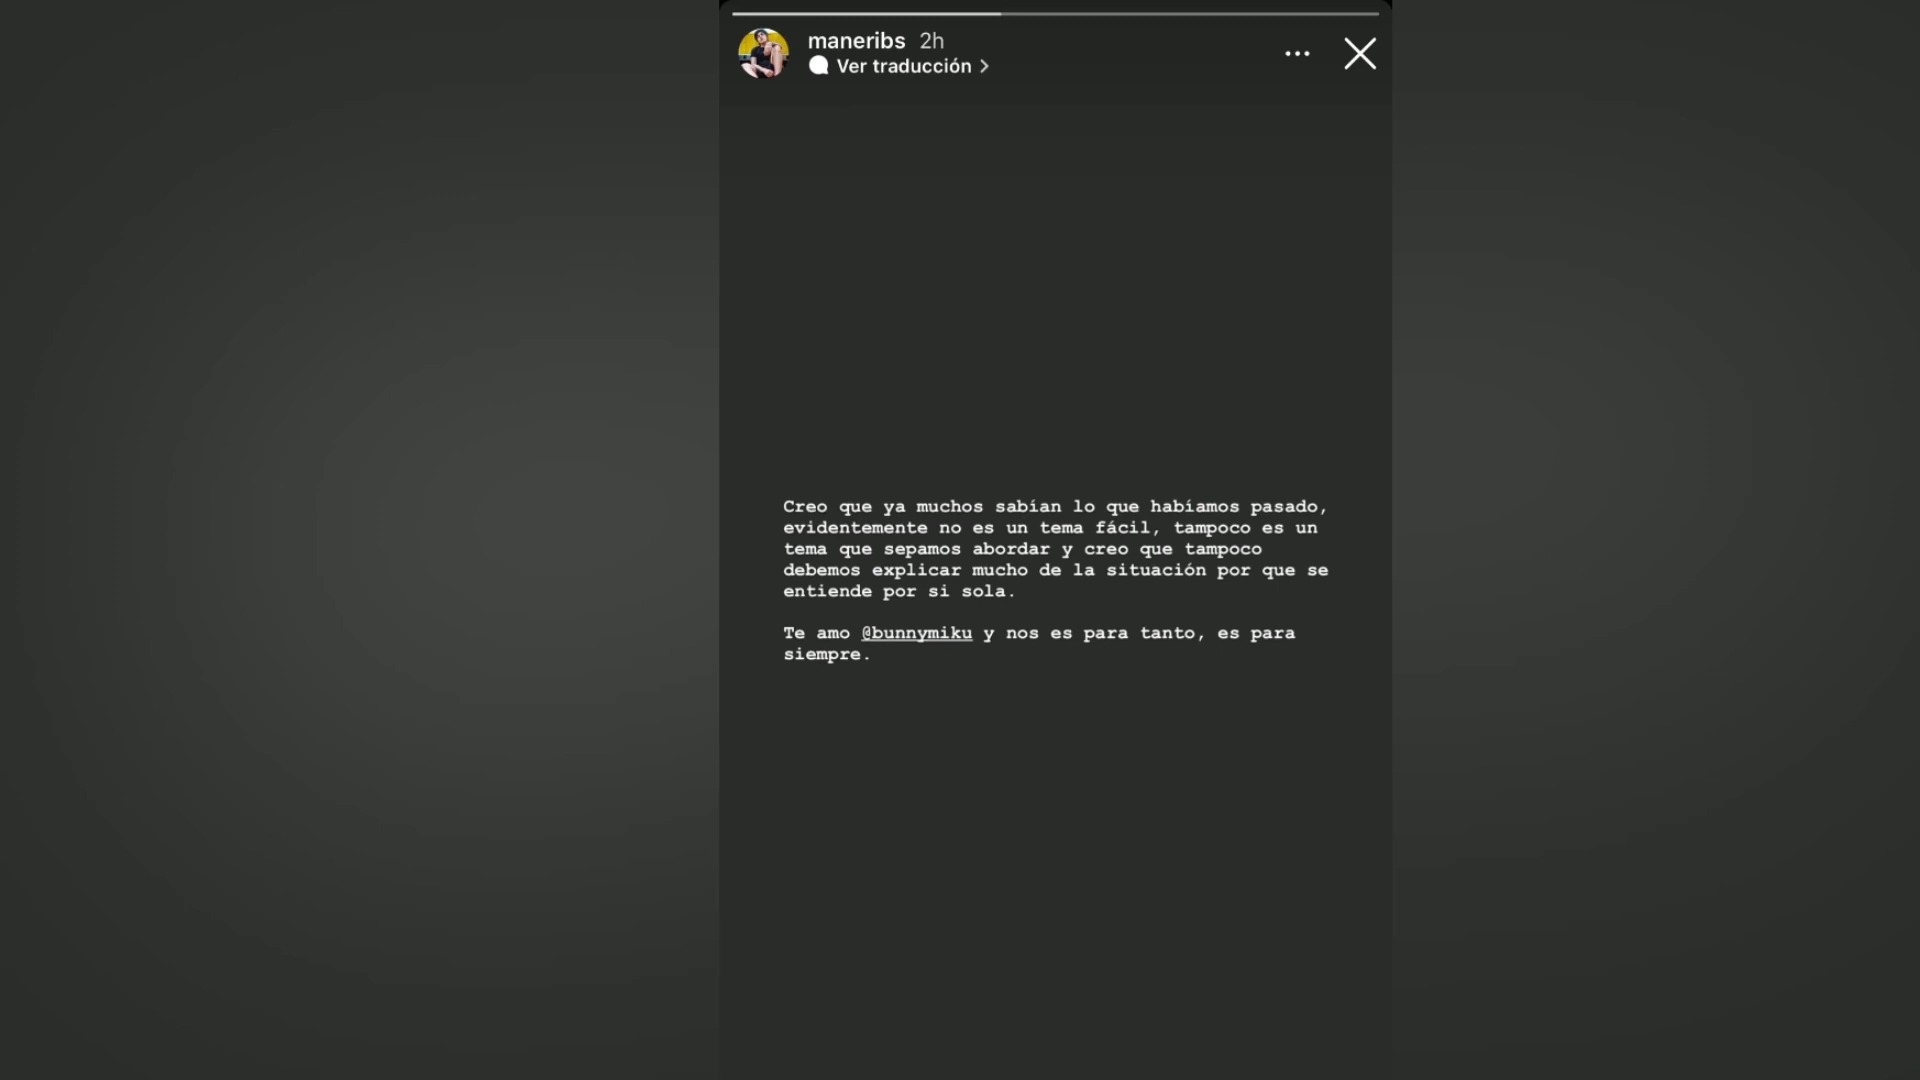 maneribs 2h
Ver traducción
Creo que ya muchos sabían lo que habíamos pasado,
evidentemente no es un tema fácil, tampoco es un
tema que sepamos abordar y creo que tampoco
debemos explicar mucho de la situación por que se
entiende por si sola.
Te amo @bunnymiku y nos es para tanto, es para
siempre.